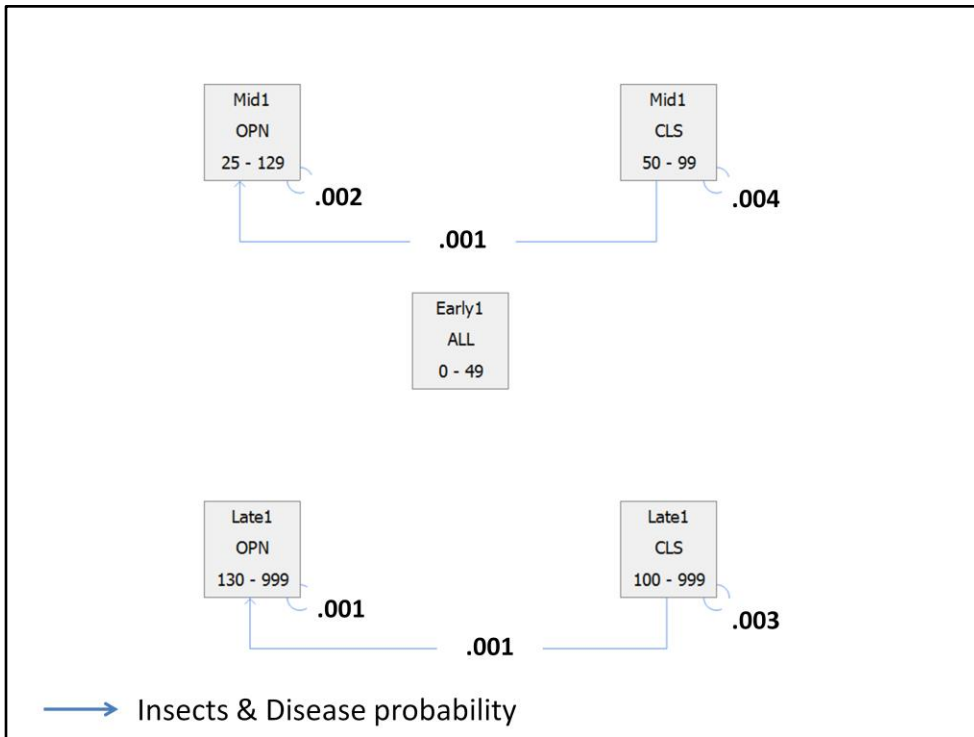 Mid1
OPN
25 - 129
.002
Mid1
CLS
50 - 99
.004
.001
Early1
ALL
0 - 49
Late1
OPN
130 - 999
.001
Late1
CLS
100 - 999
.003
.001
Insects & Disease probability